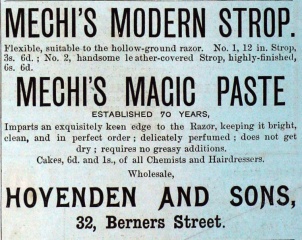 MECHI'S MODERN STROP.
Flexible, suitable to the hollow-ground razor. No. 1, 12 in. Strop,
3s. 6d.; No. 2, handsome leather-covered Strop, highly-finished,
6s. 6d.
MECHI'S MAGIC PASTE
ESTABLISHED 70 YEARS,
Imparts an exquisitely keen edge to the Razor, keeping it bright,
clean, and in perfect order; delicately perfumed: does not get
dry; requires no greasy additions.
Cakes, 6d. and 1s., of all Chemists and Hairdressers.
Wholesale,
HOVENDEN AND SONS,
32, Berners Street.